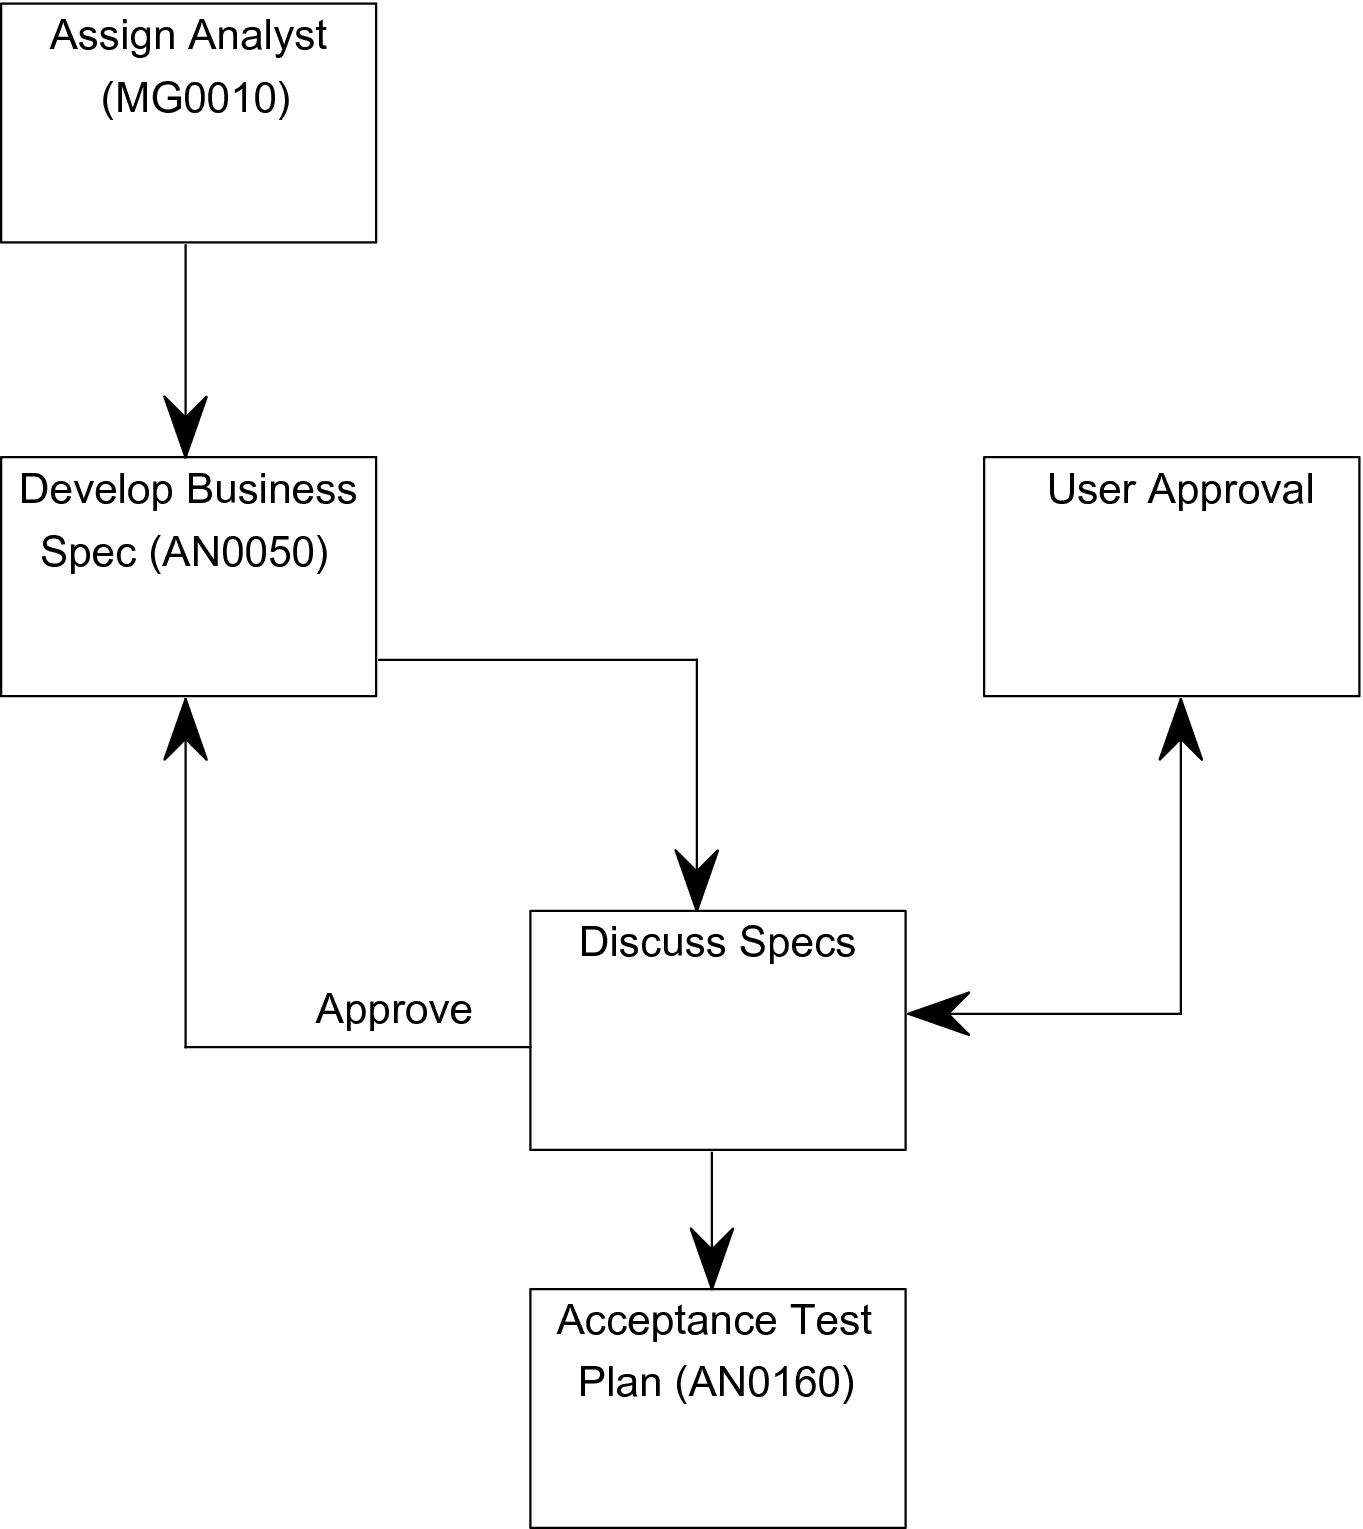 Assign Analyst
(MG0010)
Develop Business
Spec (AN0050)
User Approval
Discuss Specs
Approve
Acceptance Test
Plan (AN0160)